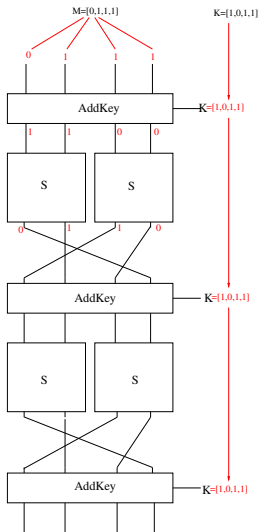 M=[0,1,1,1] K=[1,0,1,1]
0 1 1 1
AddKey K=[1,0,1,1]
1 1 0 0
S S
0 1 1 0
AddKey K=[1,0,1,1]
S S
AddKey K=[1,0,1,1]